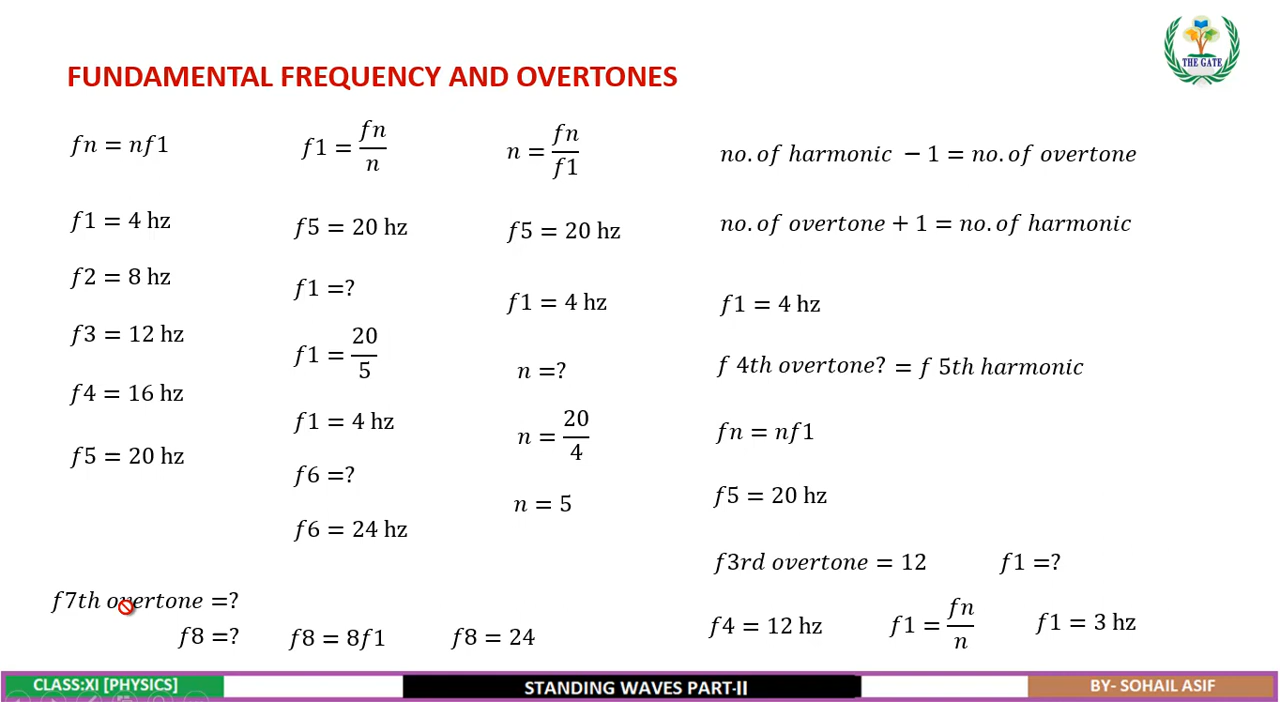 THE GATE
FUNDAMENTAL FREQUENCY AND OVERTONES
fn = nf1
f1 = 4 hz
f2 = 8 hz
f3 = 12 hz
f4 = 16 hz
f5 = 20 hz
f1 = fn/n
f5 = 20 hz
f1 =?
f1 = 20/5
f1 = 4 hz
f6 =?
f6 = 24 hz
n = fn/f1
f5 = 20 hz
f1 = 4 hz
n =?
n = 20/4
n = 5
no. of harmonic − 1 = no. of overtone
no. of overtone + 1 = no. of harmonic
f1 = 4 hz
f 4th overtone? = f 5th harmonic
fn = nf1
f5 = 20 hz
f3rd overtone = 12 f1 =?
f4 = 12 hz f1 = fn/n f1 = 3 hz
f7th overtone =?
f8 =? f8 = 8f1 f8 = 24
CLASS:XI [PHYSICS] STANDING WAVES PART-II BY- SOHAIL ASIF